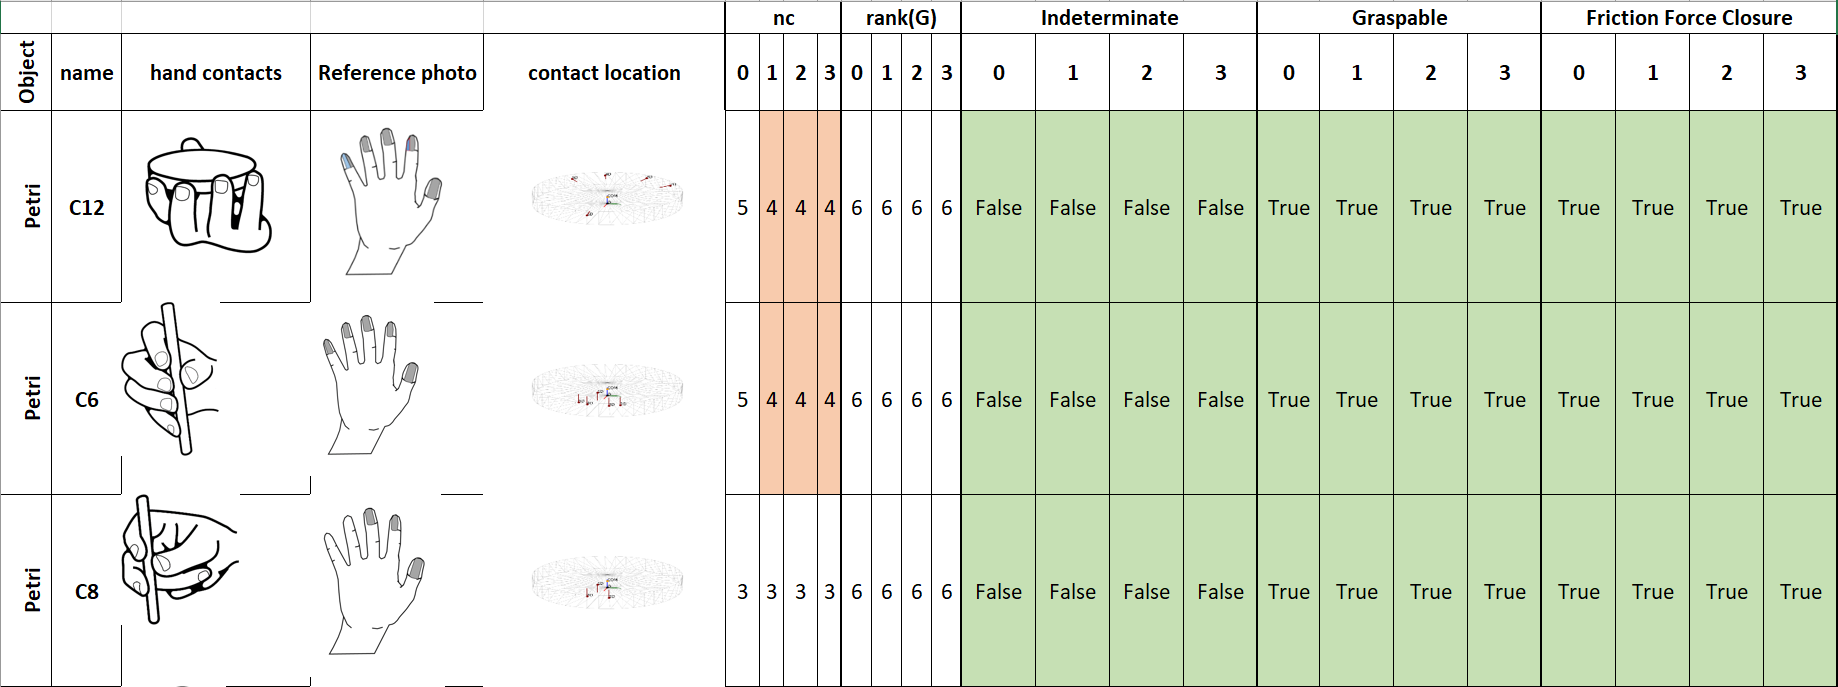 nc rank(G) Indeterminate Graspable Friction Force Closure
Object name hand contacts Reference photo contact location 0 1 2 3 0 1 2 3 0 1 2 3 0 1 2 3 0 1 2 3
Petri C12 5 4 4 4 6 6 6 6 False False False False True True True True True True True True
Petri C6 5 4 4 4 6 6 6 6 False False False False True True True True True True True True
Petri C8 3 3 3 3 6 6 6 6 False False False False True True True True True True True True